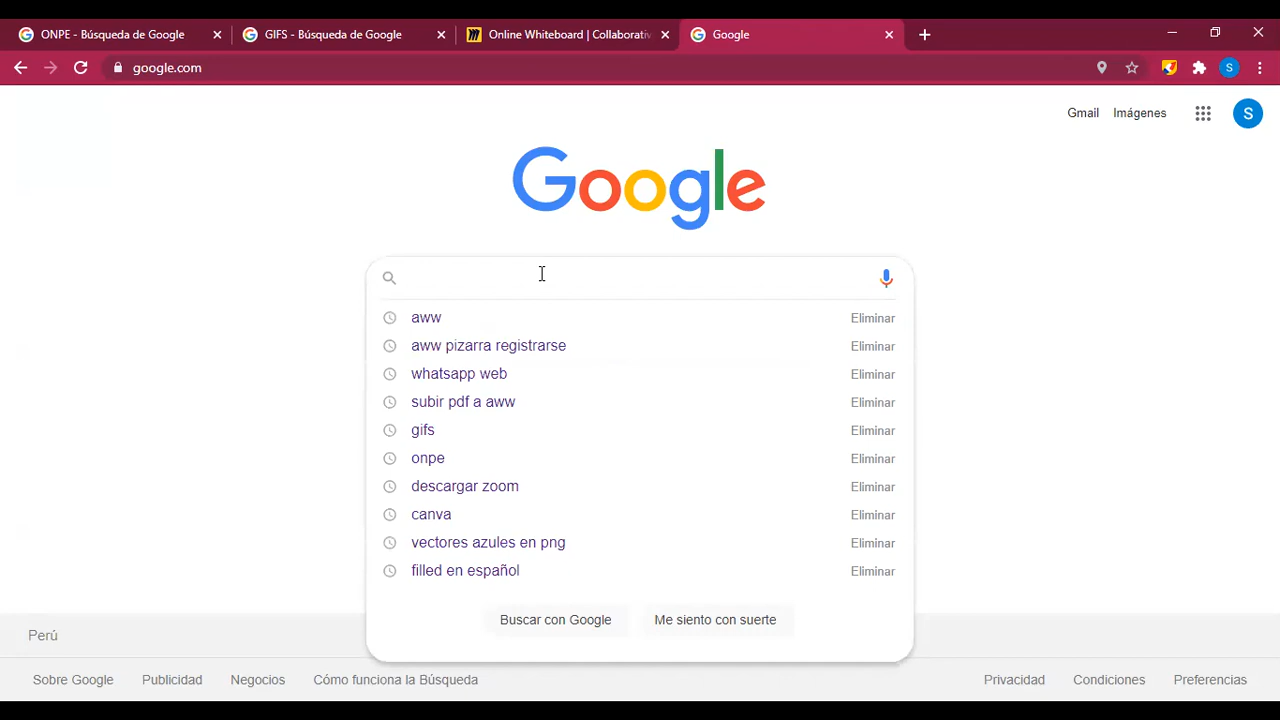 ONPE - Búsqueda de Google
GIFS - Búsqueda de Google
Online Whiteboard | Collaborativ
Google
google.com
S
Gmail
Imágenes
S
Google
aww
Eliminar
aww pizarra registrarse
Eliminar
whatsapp web
Eliminar
subir pdf a aww
Eliminar
gifs
Eliminar
onpe
Eliminar
descargar zoom
Eliminar
canva
Eliminar
vectores azules en png
Eliminar
filled en español
Eliminar
Buscar con Google
Me siento con suerte
Perú
Sobre Google
Publicidad
Negocios
Cómo funciona la Búsqueda
Privacidad
Condiciones
Preferencias